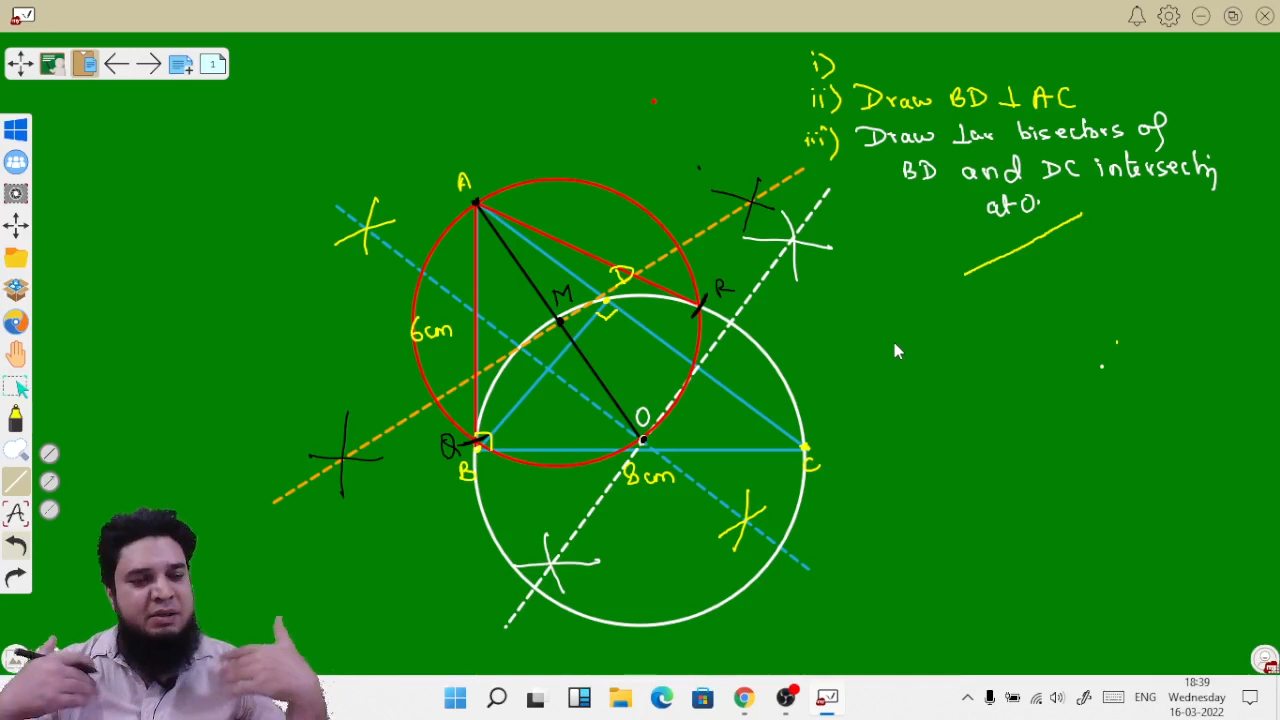 1
i)
ii) Draw BD ⊥ AC
iii) Draw ⊥ar bisectors of
BD and DC intersecting
at O.
A
D
M
R
6cm
O
Q
B
8cm
C
A
ENG
18:39
Wednesday
16-03-2022